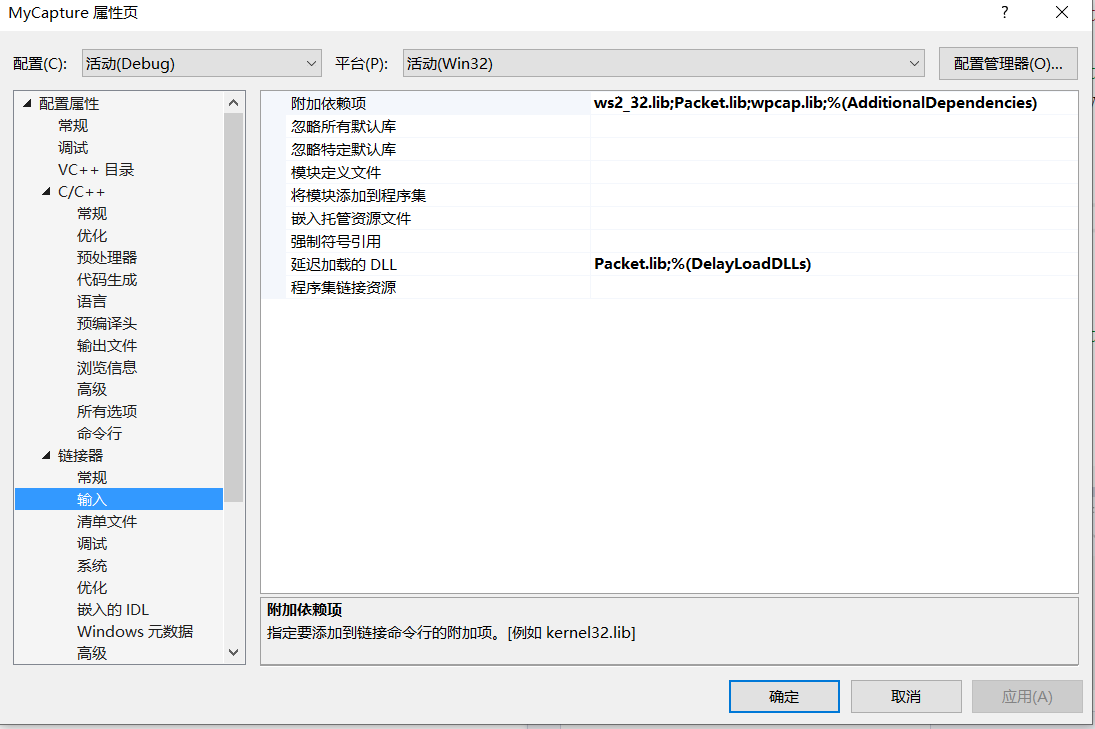 MyCapture 属性页
?
配置(C):
活动(Debug)
平台(P):
活动(Win32)
配置管理器(O)...
配置属性
常规
调试
VC++ 目录
C/C++
常规
优化
预处理器
代码生成
语言
预编译头
输出文件
浏览信息
高级
所有选项
命令行
链接器
常规
输入
清单文件
调试
系统
优化
嵌入的 IDL
Windows 元数据
高级
附加依赖项 ws2_32.lib;Packet.lib;wpcap.lib;%(AdditionalDependencies)
忽略所有默认库
忽略特定默认库
模块定义文件
将模块添加到程序集
嵌入托管资源文件
强制符号引用
延迟加载的 DLL Packet.lib;%(DelayLoadDLLs)
程序集链接资源
附加依赖项
指定要添加到链接命令行的附加项。[例如 kernel32.lib]
确定
取消
应用(A)